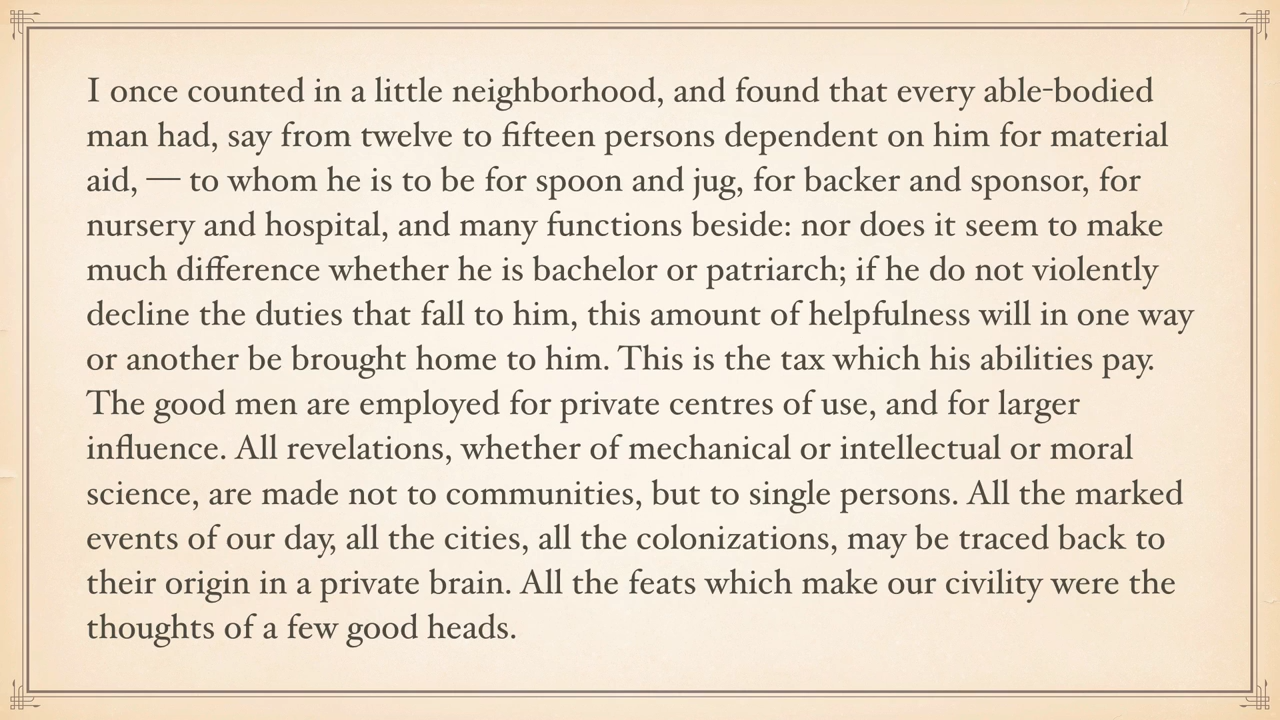 I once counted in a little neighborhood, and found that every able-bodied
man had, say from twelve to fifteen persons dependent on him for material
aid, — to whom he is to be for spoon and jug, for backer and sponsor, for
nursery and hospital, and many functions beside: nor does it seem to make
much difference whether he is bachelor or patriarch; if he do not violently
decline the duties that fall to him, this amount of helpfulness will in one way
or another be brought home to him. This is the tax which his abilities pay.
The good men are employed for private centres of use, and for larger
influence. All revelations, whether of mechanical or intellectual or moral
science, are made not to communities, but to single persons. All the marked
events of our day, all the cities, all the colonizations, may be traced back to
their origin in a private brain. All the feats which make our civility were the
thoughts of a few good heads.